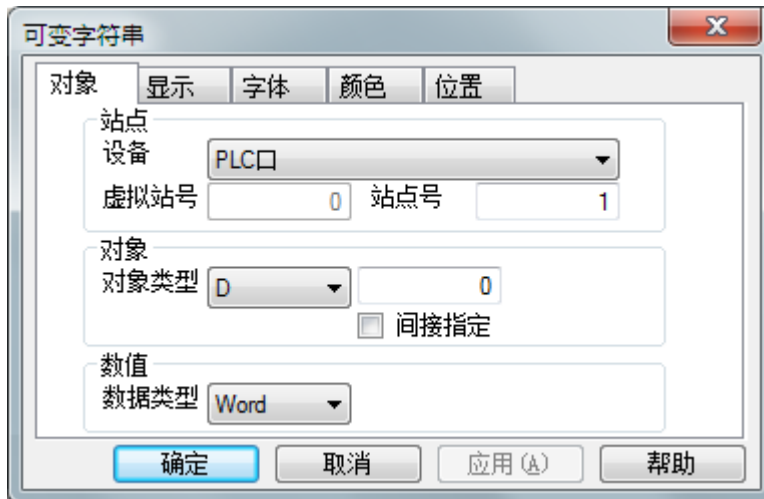 可变字符串
对象 显示 字体 颜色 位置
站点
设备 PLC口
虚拟站号 0 站点号 1
对象
对象类型 D 0
间接指定
数值
数据类型 Word
确定 取消 应用(A) 帮助